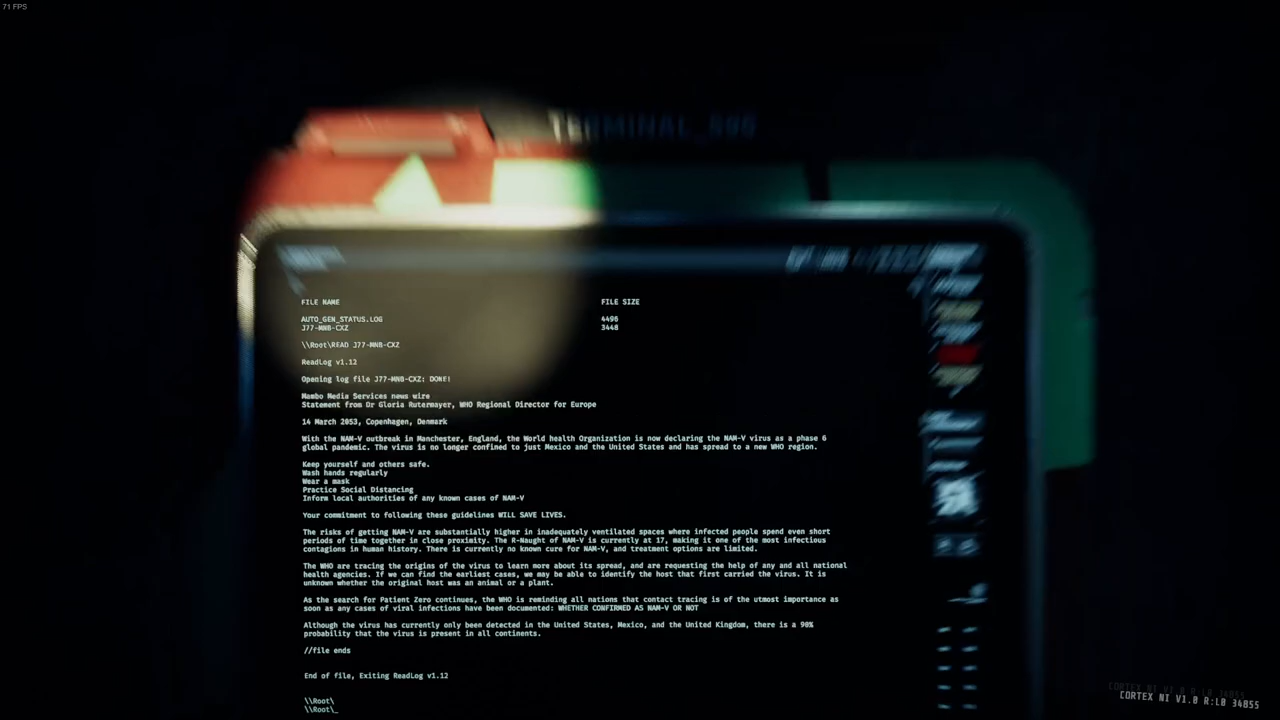 71 FPS
TERMINAL_
FILE NAME FILE SIZE
AUTO_GEN_STATUS.LOG 4496
J77-MNB-CXZ 3448
\\Root\READ J77-MNB-CXZ
ReadLog v1.12
Opening log file J77-MNB-CXZ: DONE!
Mambo Media Services news wire
Statement from Dr Gloria Rutermayer, WHO Regional Director for Europe
14 March 2053, Copenhagen, Denmark
With the NAM-V outbreak in Manchester, England, the World health Organization is now declaring the NAM-V virus as a phase 6
global pandemic. The virus is no longer confined to just Mexico and the United States and has spread to a new WHO region.
Keep yourself and others safe.
Wash hands regularly
Wear a mask
Practice Social Distancing
Inform local authorities of any known cases of NAM-V
Your commitment to following these guidelines WILL SAVE LIVES.
The risks of getting NAM-V are substantially higher in inadequately ventilated spaces where infected people spend even short
periods of time together in close proximity. The R-Naught of NAM-V is currently at 17, making it one of the most infectious
contagions in human history. There is currently no known cure for NAM-V, and treatment options are limited.
The WHO are tracing the origins of the virus to learn more about its spread, and are requesting the help of any and all national
health agencies. If we can find the earliest cases, we may be able to identify the host that first carried the virus. It is
unknown whether the original host was an animal or a plant.
As the search for Patient Zero continues, the WHO is reminding all nations that contact tracing is of the utmost importance as
soon as any cases of viral infections have been documented: WHETHER CONFIRMED AS NAM-V OR NOT
Although the virus has currently only been detected in the United States, Mexico, and the United Kingdom, there is a 90%
probability that the virus is present in all continents.
//file ends
End of file, Exiting ReadLog v1.12
\\Root\
\\Root\_
CORTEX NI V1.0 R:L0 34855